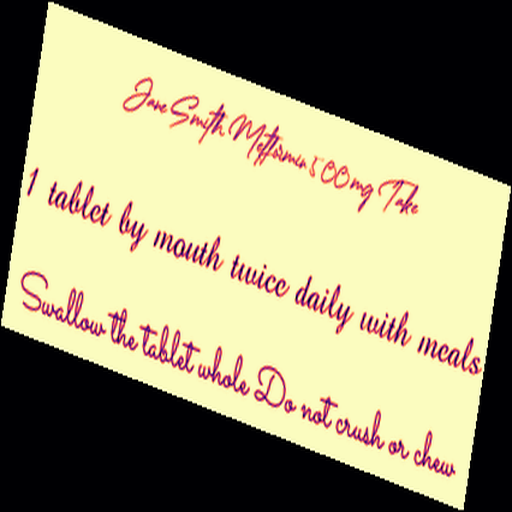 Jane Smith Metformin 500mg Take
1 tablet by mouth twice daily with meals
Swallow the tablet whole Do not crush or chew